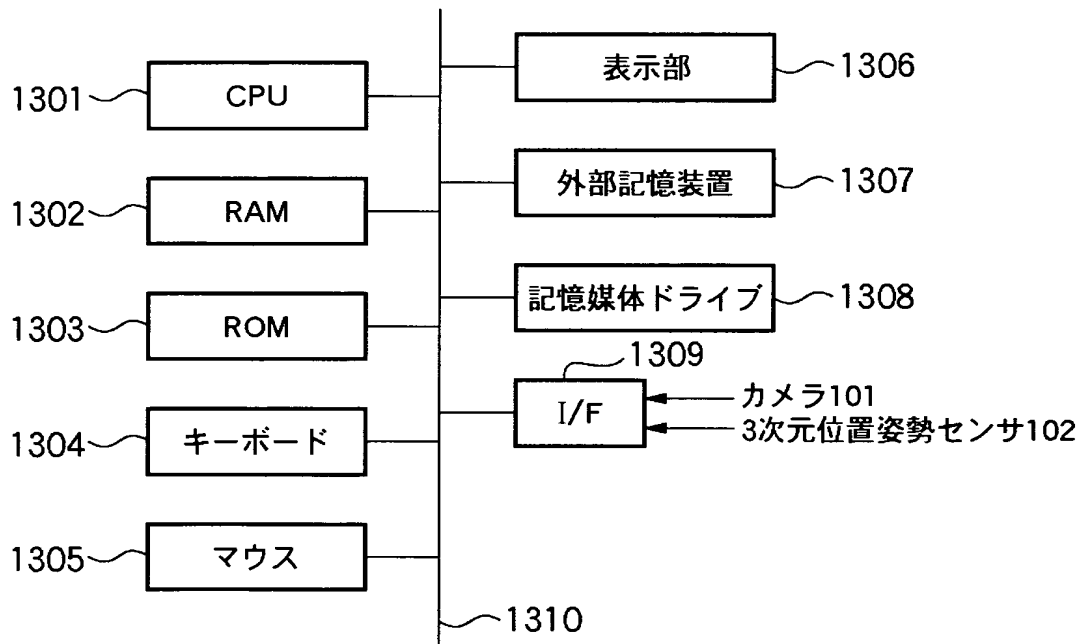 1301
CPU
1302
RAM
1303
ROM
1304
キーボード
1305
マウス
表示部
1306
外部記憶装置
1307
記憶媒体ドライブ
1308
1309
I/F
カメラ101
3次元位置姿勢センサ102
1310